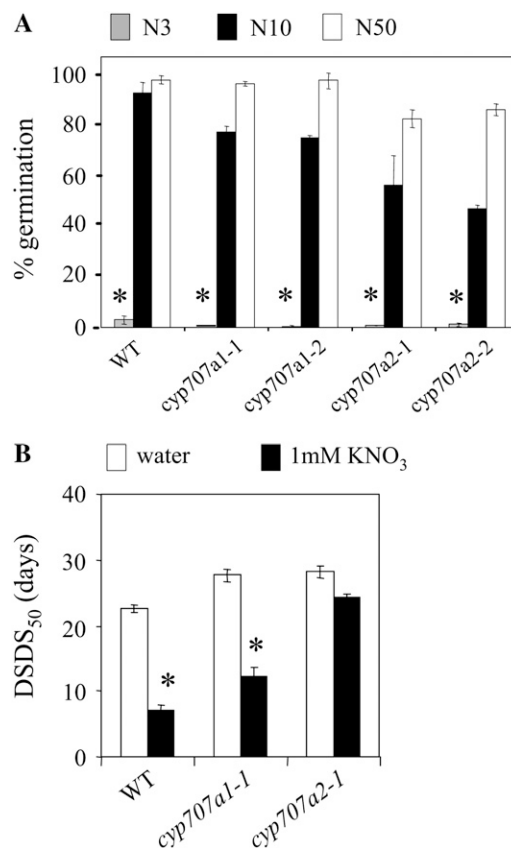 A
N3 N10 N50
% germination
100
80
60
40
20
0
* * * * *
WT cyp707a1-1 cyp707a1-2 cyp707a2-1 cyp707a2-2
B
water 1mM KNO₃
DSDS₅₀ (days)
40
30
20
10
0
* *
WT cyp707a1-1 cyp707a2-1